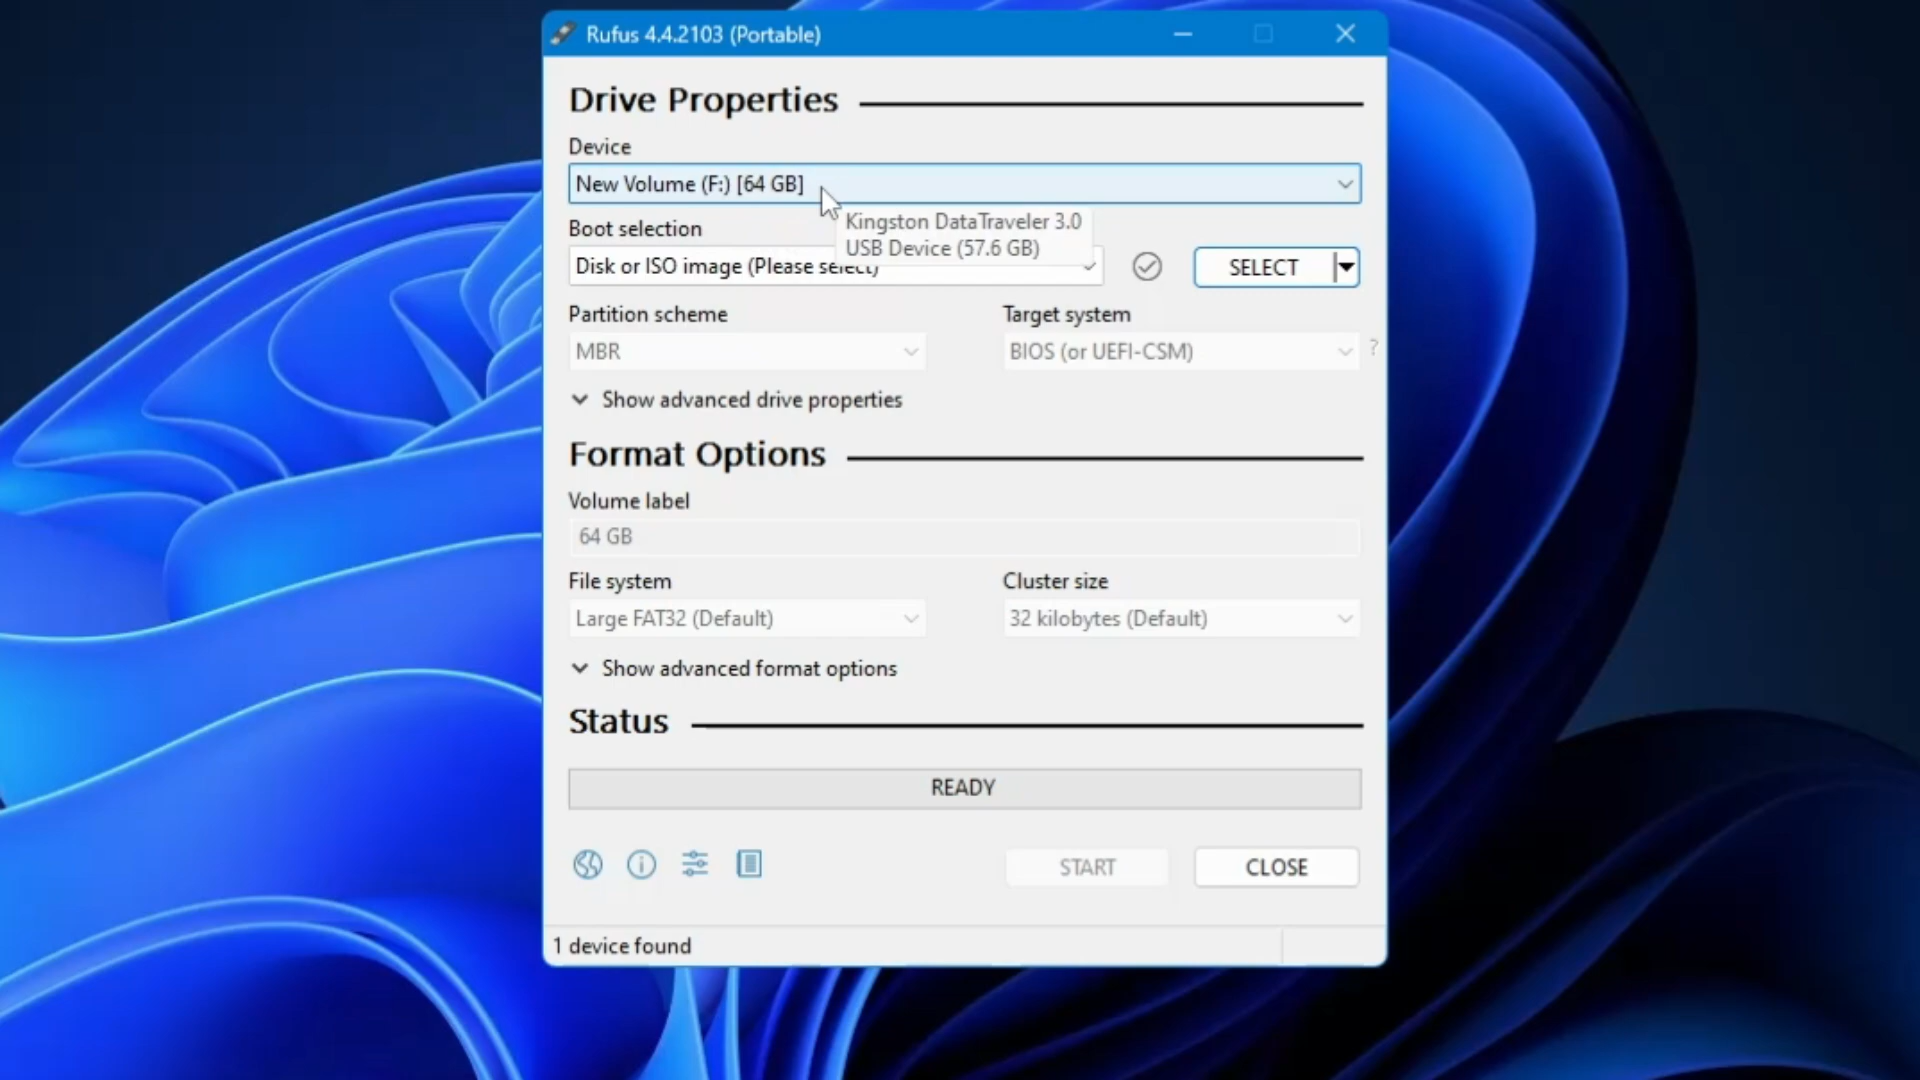 Rufus 4.4.2103 (Portable)
Drive Properties
Device
New Volume (F:) [64 GB]
Kingston DataTraveler 3.0
USB Device (57.6 GB)
Boot selection
Disk or ISO image (Please select)
SELECT
Partition scheme
Target system
MBR
BIOS (or UEFI-CSM)
?
Show advanced drive properties
Format Options
Volume label
64 GB
File system
Cluster size
Large FAT32 (Default)
32 kilobytes (Default)
Show advanced format options
Status
READY
START
CLOSE
1 device found